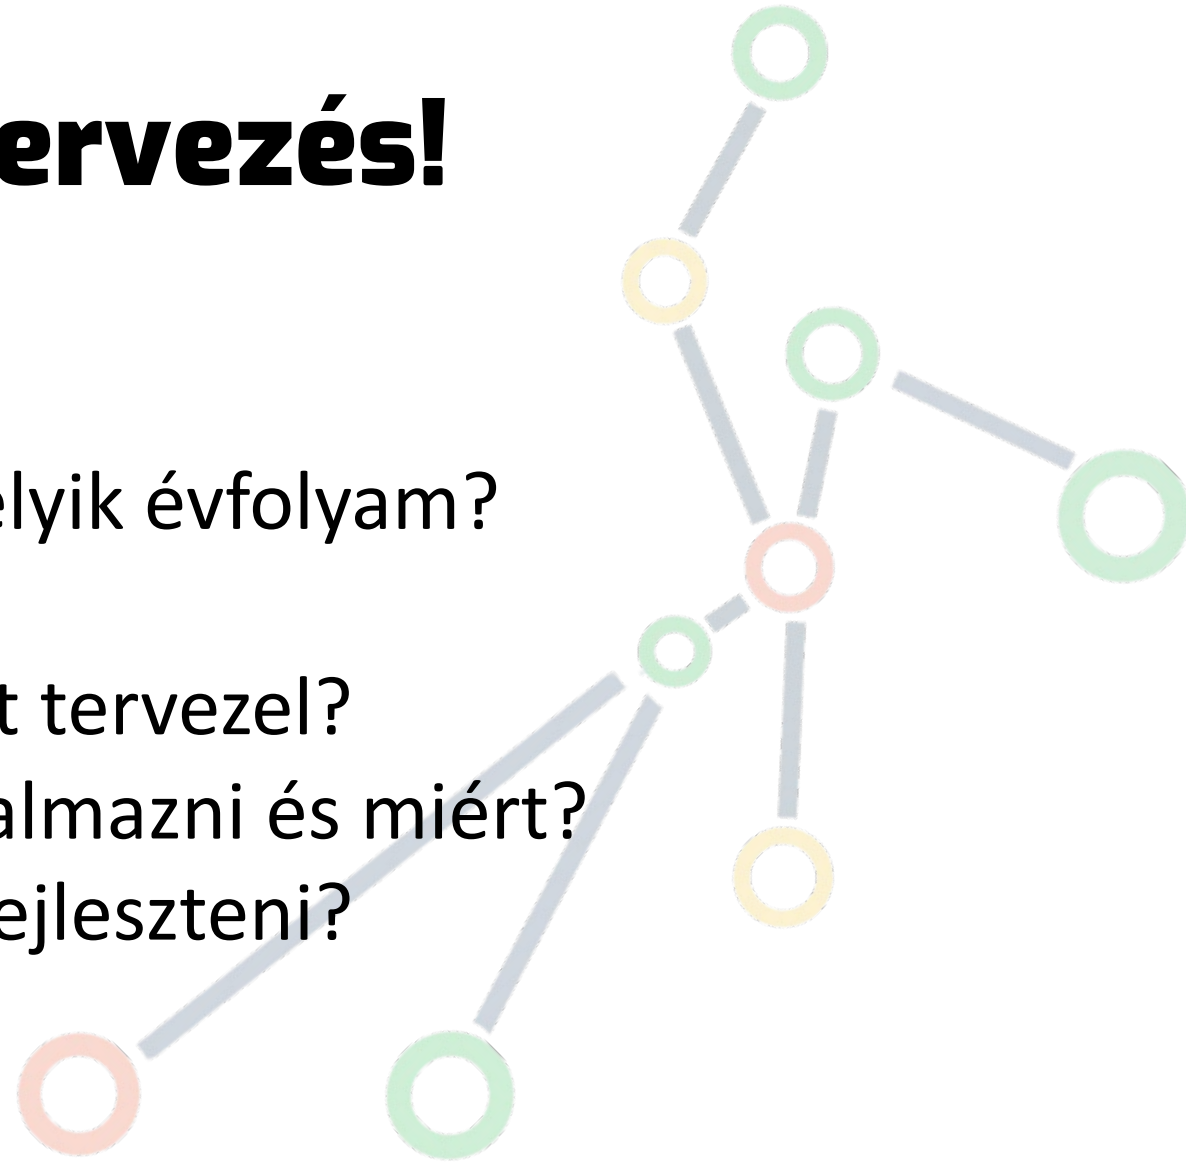 ervezés!
elyik évfolyam?
t tervezel?
almazni és miért?
ejleszteni?